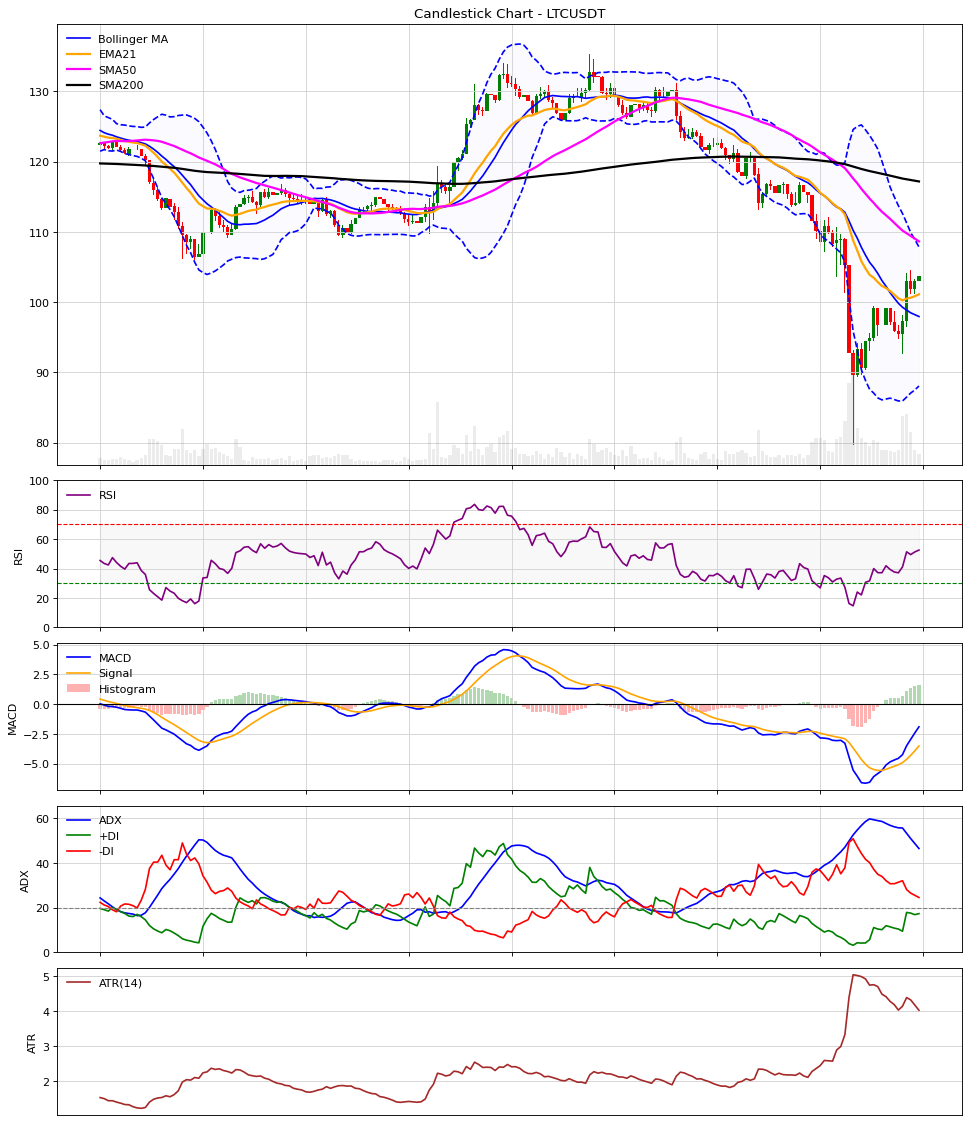 Candlestick Chart - LTCUSDT
Bollinger MA
EMA21
SMA50
SMA200
130
120
110
100
90
80
RSI
100
80
60
40
20
0
RSI
MACD
Signal
Histogram
5.0
2.5
0.0
−2.5
−5.0
MACD
ADX
+DI
-DI
60
40
20
0
ADX
ATR(14)
5
4
3
2
ATR